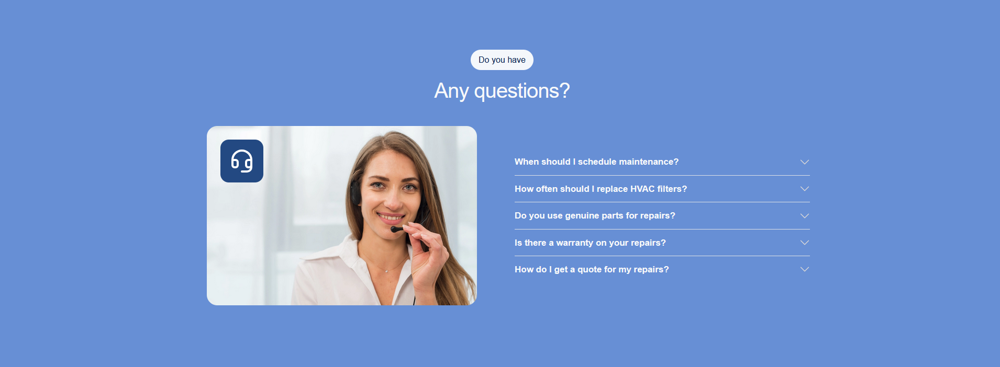 Do you have
Any questions?
When should I schedule maintenance?
How often should I replace HVAC filters?
Do you use genuine parts for repairs?
Is there a warranty on your repairs?
How do I get a quote for my repairs?